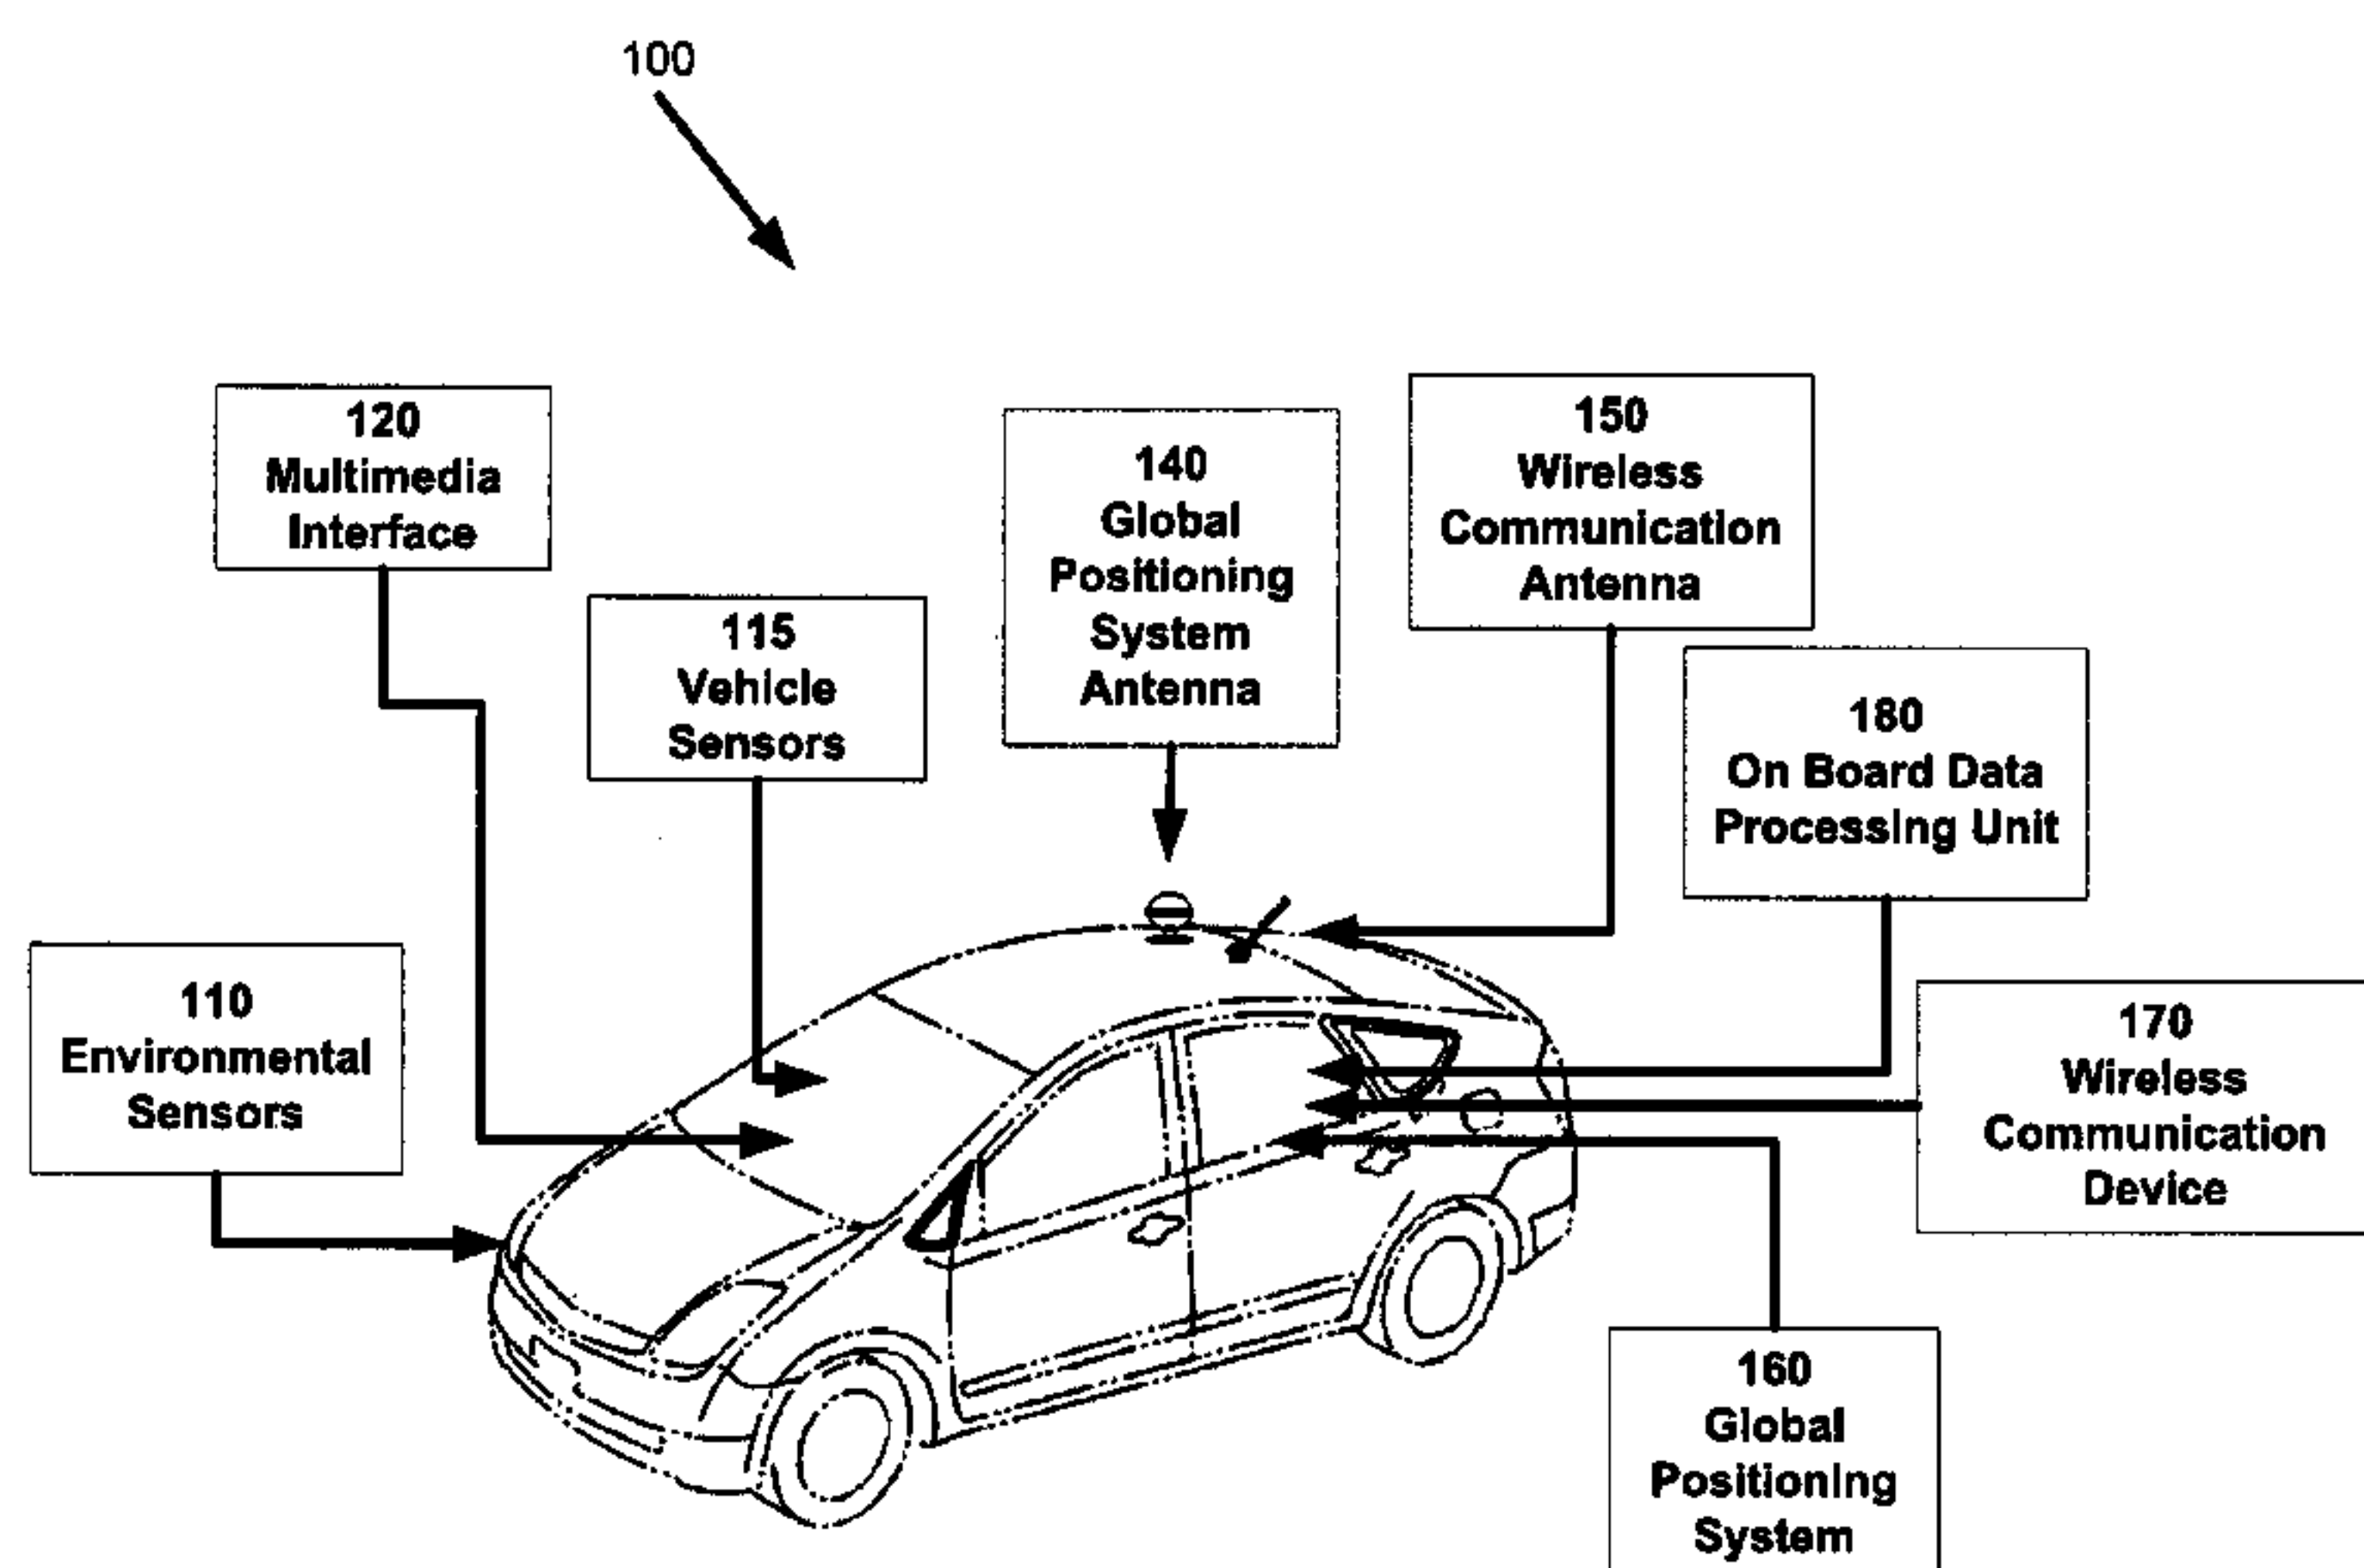 100
120
Multimedia
Interface
115
Vehicle
Sensors
140
Global
Positioning
System
Antenna
150
Wireless
Communication
Antenna
180
On Board Data
Processing Unit
110
Environmental
Sensors
170
Wireless
Communication
Device
160
Global
Positioning
System